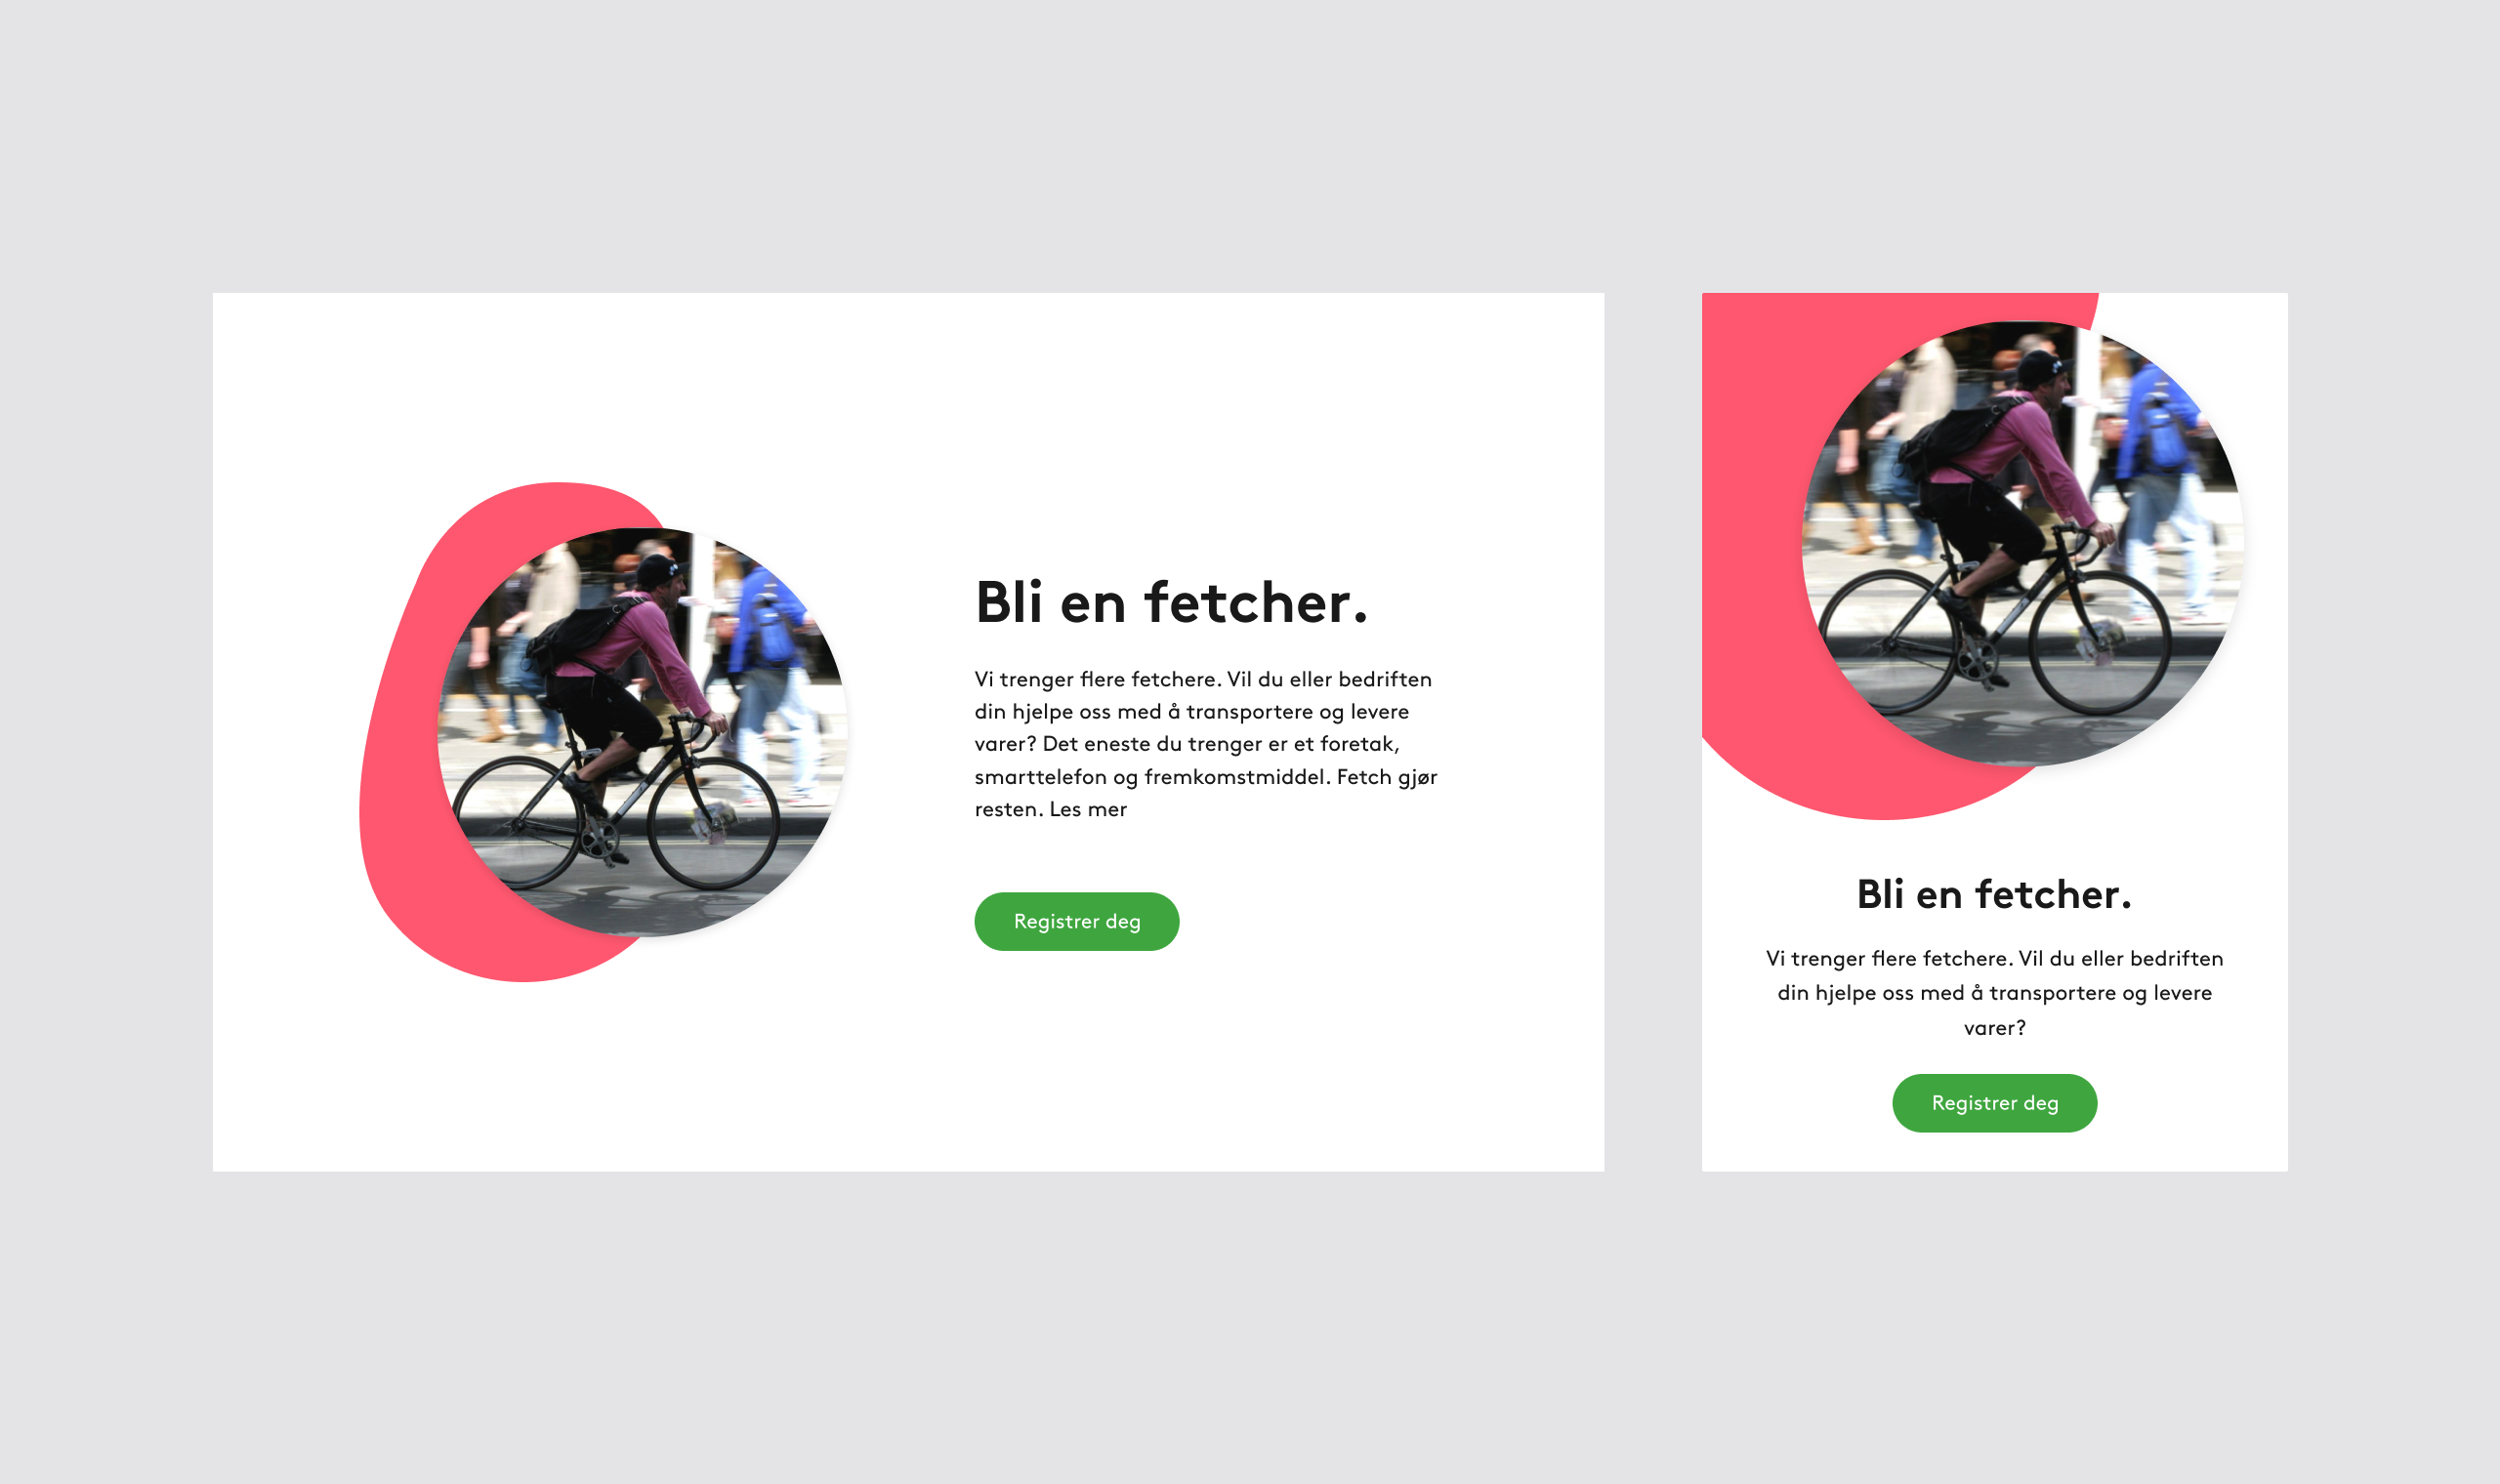 Bli en fetcher.
Vi trenger flere fetchere. Vil du eller bedriften
din hjelpe oss med å transportere og levere
varer? Det eneste du trenger er et foretak,
smarttelefon og fremkomstmiddel. Fetch gjør
resten. Les mer
Registrer deg
Bli en fetcher.
Vi trenger flere fetchere. Vil du eller bedriften
din hjelpe oss med å transportere og levere
varer?
Registrer deg